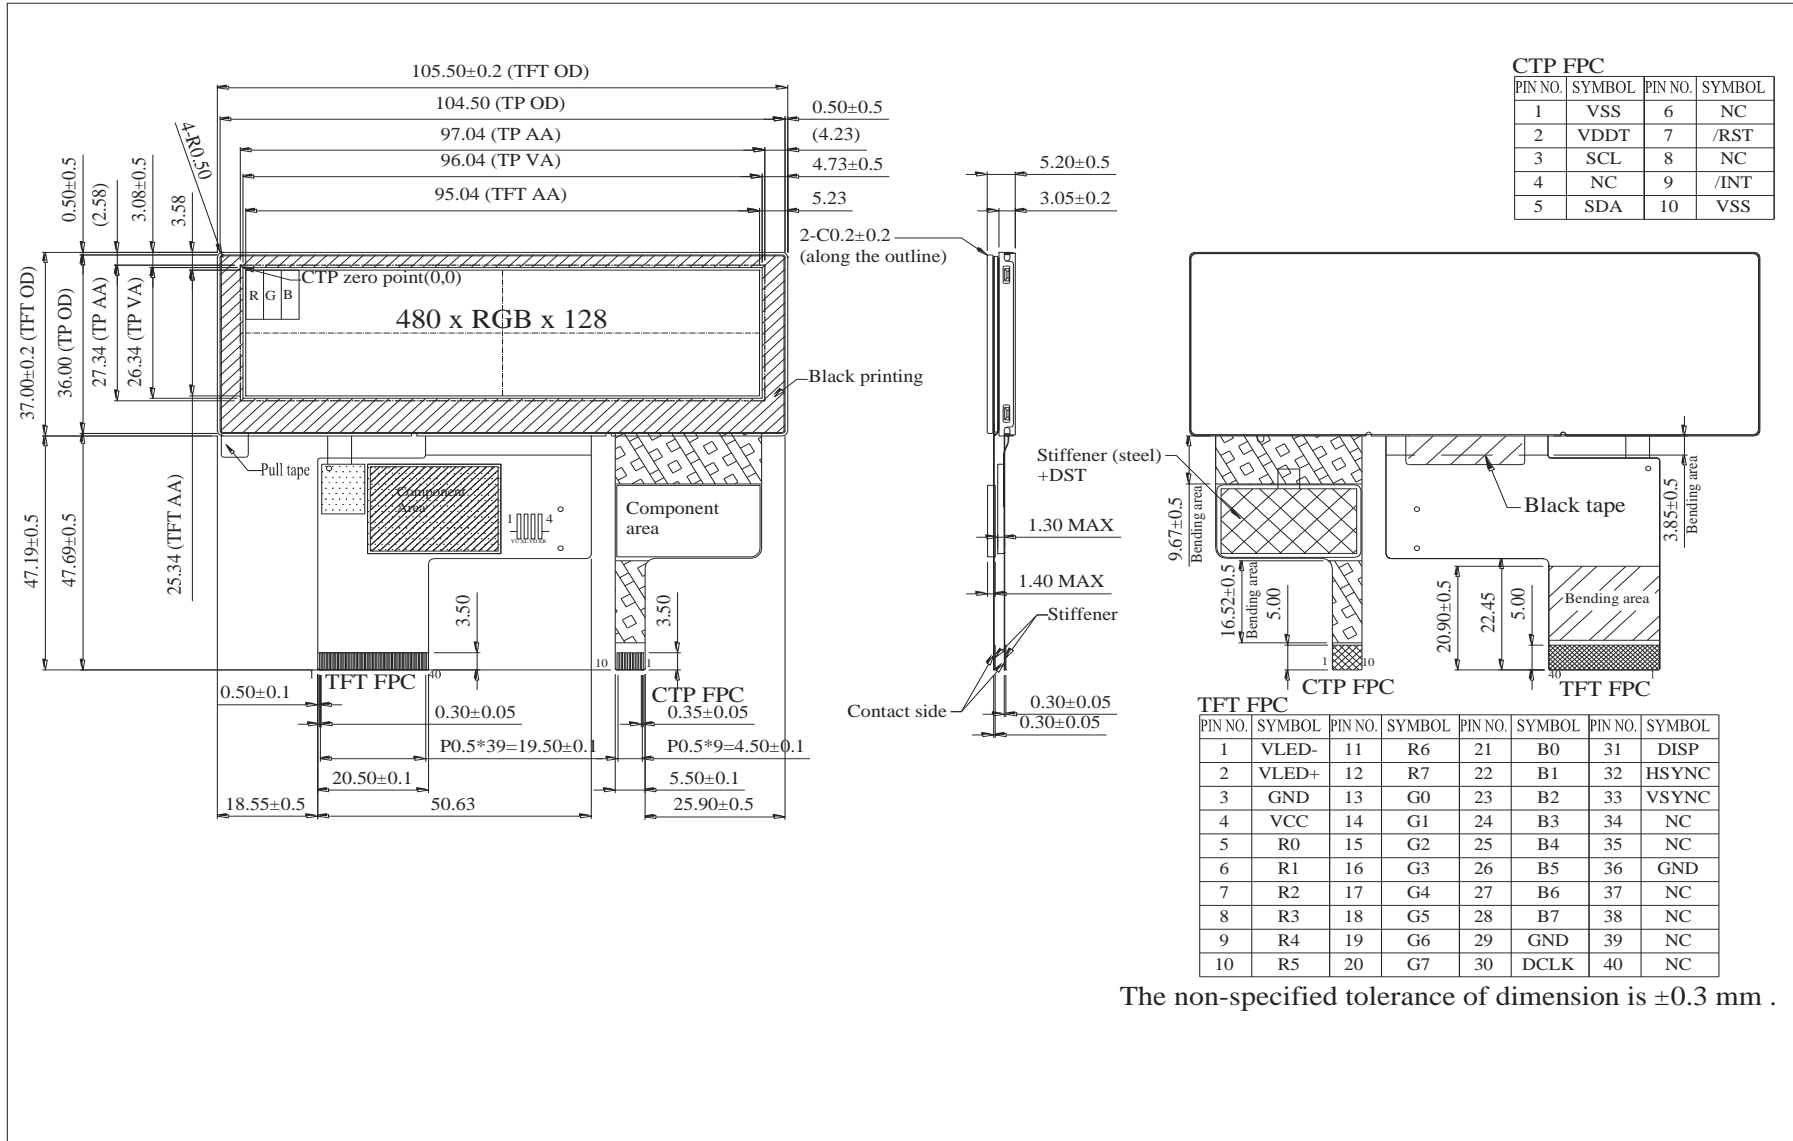 105.50±0.2 (TFT OD)
104.50 (TP OD)
0.50±0.5
97.04 (TP AA)
(4.23)
96.04 (TP VA)
4.73±0.5
95.04 (TFT AA)
5.23
4-R0.50
0.50±0.5
(2.58)
3.08±0.5
3.58
37.00±0.2 (TFT OD)
36.00 (TP OD)
27.34 (TP AA)
26.34 (TP VA)
25.34 (TFT AA)
47.19±0.5
47.69±0.5
CTP zero point(0,0)
R G B
480 x RGB x 128
Black printing
Pull tape
Component
Area
1 4
Component
area
3.50
3.50
1 TFT FPC 40
10 1
CTP FPC
0.50±0.1
0.30±0.05
0.35±0.05
P0.5*39=19.50±0.1
P0.5*9=4.50±0.1
20.50±0.1
5.50±0.1
18.55±0.5
50.63
25.90±0.5
5.20±0.5
3.05±0.2
2-C0.2±0.2
(along the outline)
1.30 MAX
1.40 MAX
Stiffener
Contact side
0.30±0.05
0.30±0.05
Stiffener (steel)
+DST
9.67±0.5
Bending area
16.52±0.5
Bending area
5.00
Black tape
3.85±0.5
Bending area
20.90±0.5
22.45
5.00
Bending area
1 10
CTP FPC
40 1
TFT FPC
CTP FPC
PIN NO. SYMBOL PIN NO. SYMBOL
1 VSS 6 NC
2 VDDT 7 /RST
3 SCL 8 NC
4 NC 9 /INT
5 SDA 10 VSS
TFT FPC
PIN NO. SYMBOL PIN NO. SYMBOL PIN NO. SYMBOL PIN NO. SYMBOL
1 VLED- 11 R6 21 B0 31 DISP
2 VLED+ 12 R7 22 B1 32 HSYNC
3 GND 13 G0 23 B2 33 VSYNC
4 VCC 14 G1 24 B3 34 NC
5 R0 15 G2 25 B4 35 NC
6 R1 16 G3 26 B5 36 GND
7 R2 17 G4 27 B6 37 NC
8 R3 18 G5 28 B7 38 NC
9 R4 19 G6 29 GND 39 NC
10 R5 20 G7 30 DCLK 40 NC
The non-specified tolerance of dimension is ±0.3 mm .